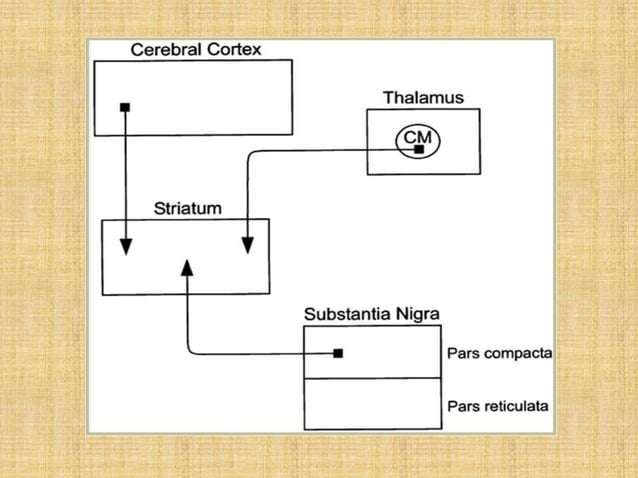 Cerebral Cortex
Thalamus
CM
Striatum
Substantia Nigra
Pars compacta
Pars reticulata